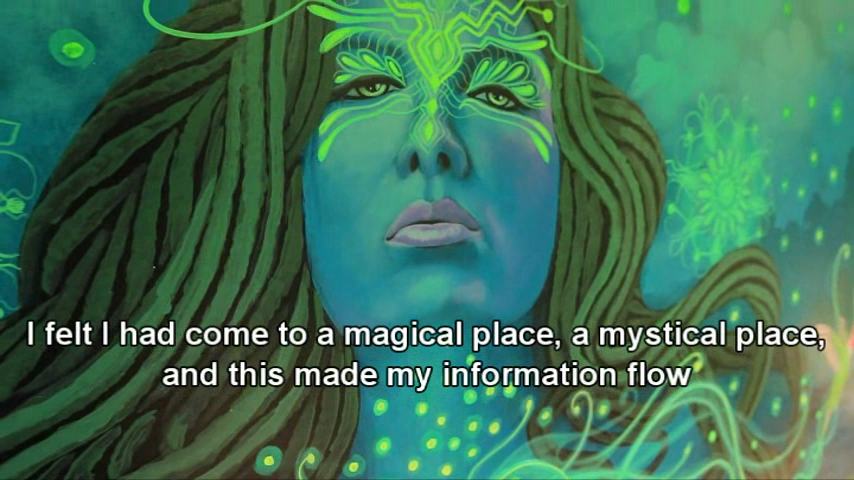 I felt I had come to a magical place, a mystical place,
and this made my information flow